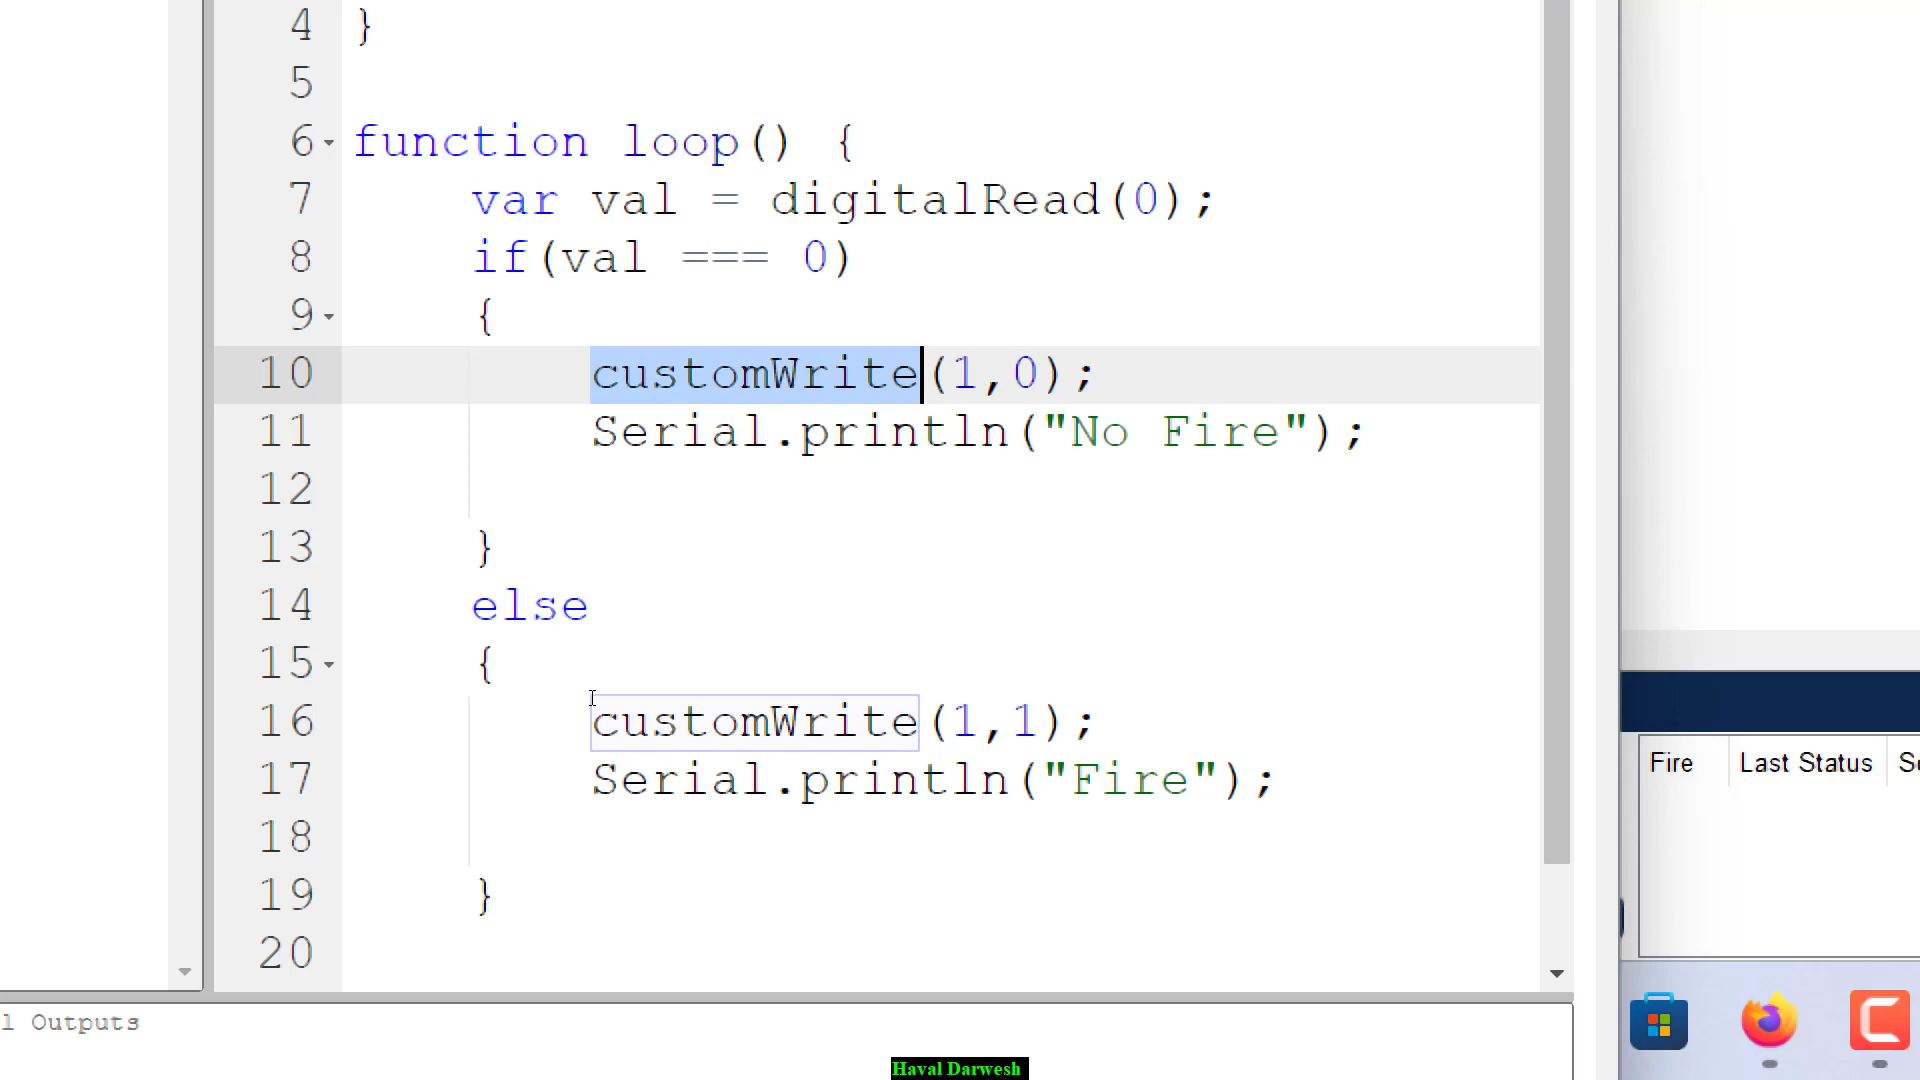 4 }
5
6 function loop() {
7 var val = digitalRead(0);
8 if(val === 0)
9 {
10 customWrite(1,0);
11 Serial.println("No Fire");
12
13 }
14 else
15 {
16 customWrite(1,1);
17 Serial.println("Fire");
18
19 }
20
Fire Last Status
l Outputs
Haval Darwesh